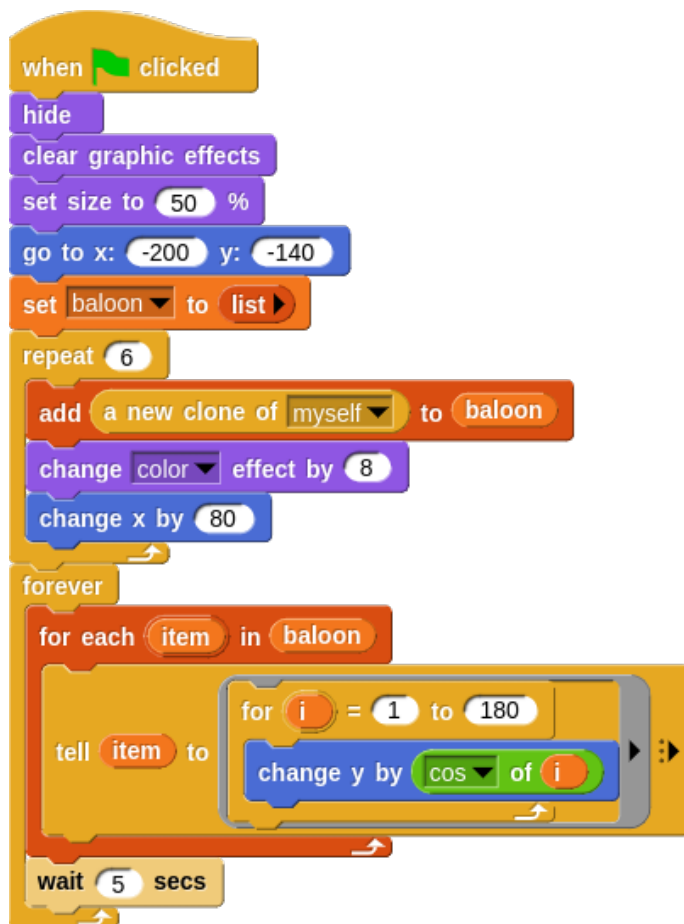 when clicked
hide
clear graphic effects
set size to 50 %
go to x: -200 y: -140
set baloon to list
repeat 6
add a new clone of myself to baloon
change color effect by 8
change x by 80
forever
for each item in baloon
for i = 1 to 180
tell item to
change y by cos of i
wait 5 secs